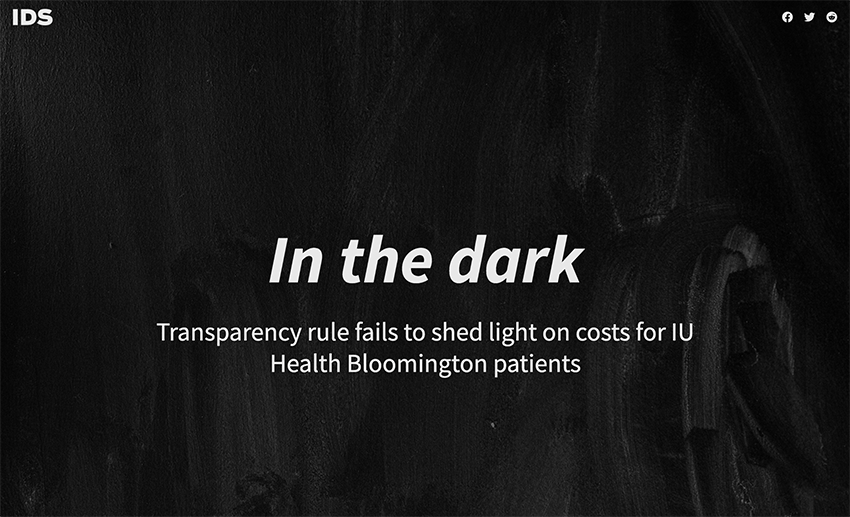 IDS
In the dark
Transparency rule fails to shed light on costs for IU
Health Bloomington patients